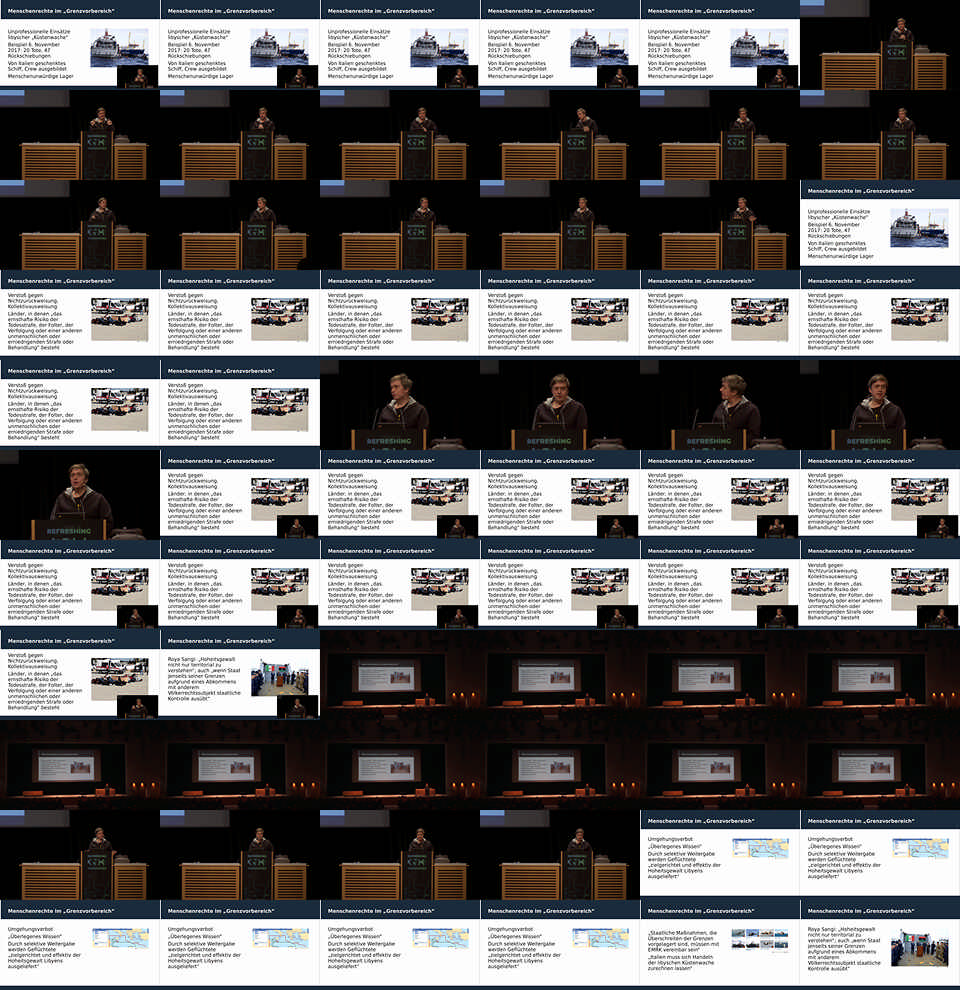 Menschenrechte im „Grenzvorbereich“
Unprofessionelle Einsätze
libyscher „Küstenwache“
Beispiel 6. November
2017: 20 Tote, 47
Rückschiebungen
Von Italien geschenktes
Schiff, Crew ausgebildet
Menschenunwürdige Lager
Menschenrechte im „Grenzvorbereich“
Verstoß gegen
Nichtzurückweisung,
Kollektivausweisung
Länder, in denen „das
ernsthafte Risiko der
Todesstrafe, der Folter, der
Verfolgung oder einer anderen
unmenschlichen oder
erniedrigenden Strafe oder
Behandlung“ besteht
REFRESHING
Menschenrechte im „Grenzvorbereich“
Roya Sangi: „Hoheitsgewalt
nicht nur territorial zu
verstehen“; auch „wenn Staat
jenseits seiner Grenzen
aufgrund eines Abkommens
mit anderem
Völkerrechtssubjekt staatliche
Kontrolle ausübt“
Menschenrechte im „Grenzvorbereich“
Umgehungsverbot
„Überlegenes Wissen“
Durch selektive Weitergabe
werden Geflüchtete
„zielgerichtet und effektiv der
Hoheitsgewalt Libyens
ausgeliefert“
Menschenrechte im „Grenzvorbereich“
„Staatliche Maßnahmen, die
Überschreiten der Grenzen
vorgelagert sind, müssen mit
EMRK vereinbar sein“
„Italien muss sich Handeln
der libyschen Küstenwache
zurechnen lassen“